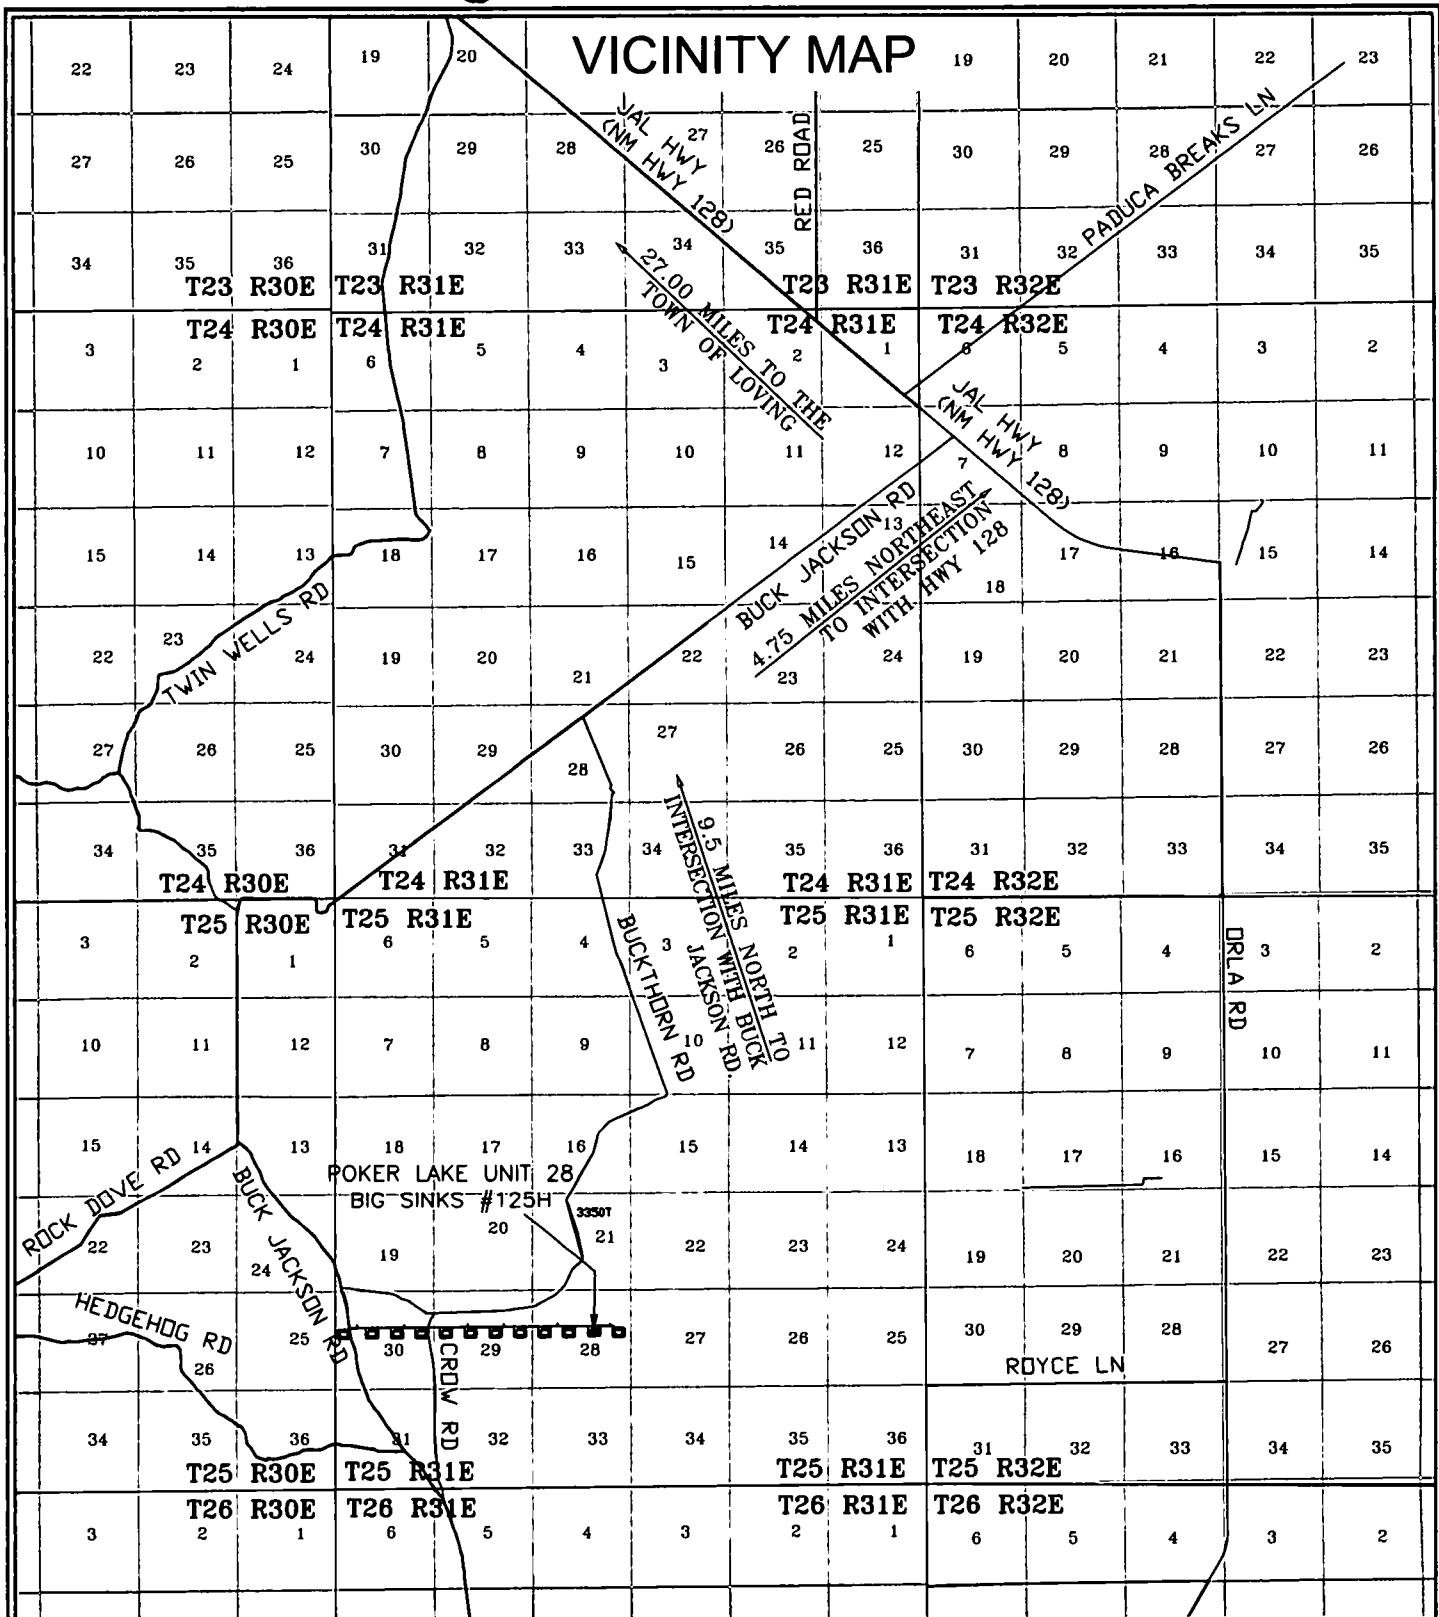 VICINITY MAP
22 23 24 19 20 19 20 21 22 23
JAL HWY
(NM HWY 128)
RED ROAD
PADUCA BREAKS LN
27 26 25 30 29 28 27 26 25 30 29 28 27 26
34 35 36 31 32 33 34 35 36 31 32 33 34 35
27.00 MILES TO THE
TOWN OF LOVING
T23 R30E T23 R31E T23 R31E T23 R32E
T24 R30E T24 R31E T24 R31E T24 R32E
3 2 1 6 5 4 3 2 1 6 5 4 3 2
JAL HWY
(NM HWY 128)
10 11 12 7 8 9 10 11 12 7 8 9 10 11
BUCK JACKSON RD
4.75 MILES NORTHEAST
TO INTERSECTION
WITH HWY 128
15 14 13 18 17 16 15 14 13 18 17 16 15 14
TWIN WELLS RD
22 23 24 19 20 21 22 23 24 19 20 21 22 23
27 26 25 30 29 28 27 26 25 30 29 28 27 26
9.5 MILES NORTH TO
INTERSECTION WITH BUCK
JACKSON RD.
34 35 36 31 32 33 34 35 36 31 32 33 34 35
T24 R30E T24 R31E T24 R31E T24 R32E
T25 R30E T25 R31E T25 R31E T25 R32E
BUCKTHORN RD
ORLA RD
3 2 1 6 5 4 3 2 1 6 5 4 3 2
10 11 12 7 8 9 10 11 12 7 8 9 10 11
15 14 13 18 17 16 15 14 13 18 17 16 15 14
ROCK DOVE RD
BUCK JACKSON RD
POKER LAKE UNIT 28
BIG SINKS #125H
3350T
22 23 24 19 20 21 22 23 24 19 20 21 22 23
HEDGEHOG RD
27 26 25 30 29 28 27 26 25 30 29 28 27 26
CROW RD
ROYCE LN
34 35 36 31 32 33 34 35 36 31 32 33 34 35
T25 R30E T25 R31E T25 R31E T25 R32E
T26 R30E T26 R31E T26 R31E T26 R32E
3 2 1 6 5 4 3 2 1 6 5 4 3 2